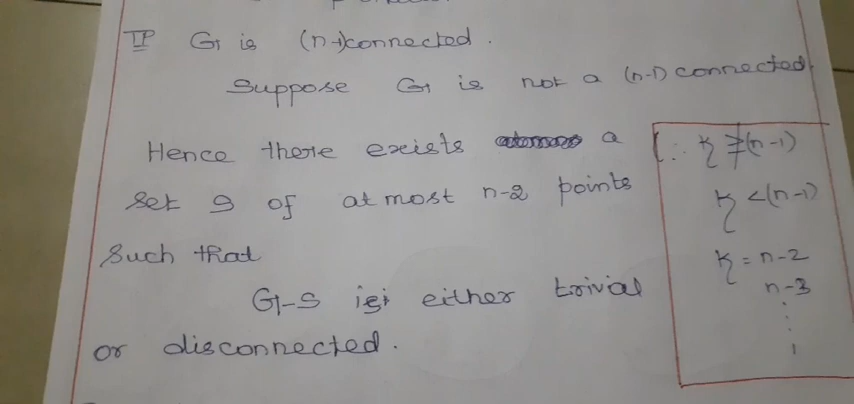 TP G is (n-1)connected.
Suppose G is not a (n-1) connected
Hence there exists a
set S of at most n-2 points
Such that
G-S is either trivial
or disconnected.
[∵ K ≱ (n-1)
K < (n-1)
K = n-2
n-3
⋮
1